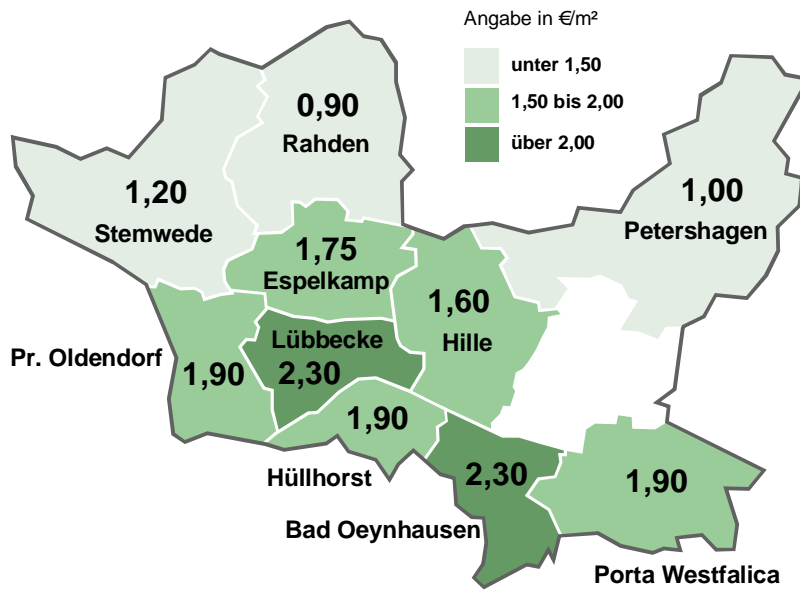 Angabe in €/m²
unter 1,50
1,50 bis 2,00
über 2,00
0,90
Rahden
1,20
Stemwede
1,00
Petershagen
1,75
Espelkamp
1,60
Hille
Lübbecke
2,30
Pr. Oldendorf
1,90
1,90
Hüllhorst
2,30
Bad Oeynhausen
1,90
Porta Westfalica